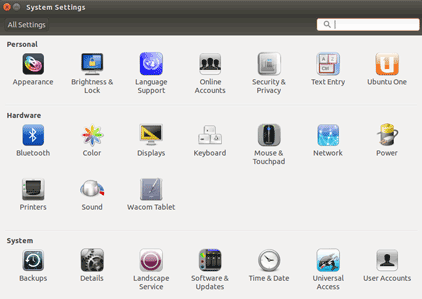 System Settings
All Settings
Personal
Appearance
Brightness &
Lock
Language
Support
Online
Accounts
Security &
Privacy
Text Entry
Ubuntu One
Hardware
Bluetooth
Color
Displays
Keyboard
Mouse &
Touchpad
Network
Power
Printers
Sound
Wacom Tablet
System
Backups
Details
Landscape
Service
Software &
Updates
Time & Date
Universal
Access
User Accounts